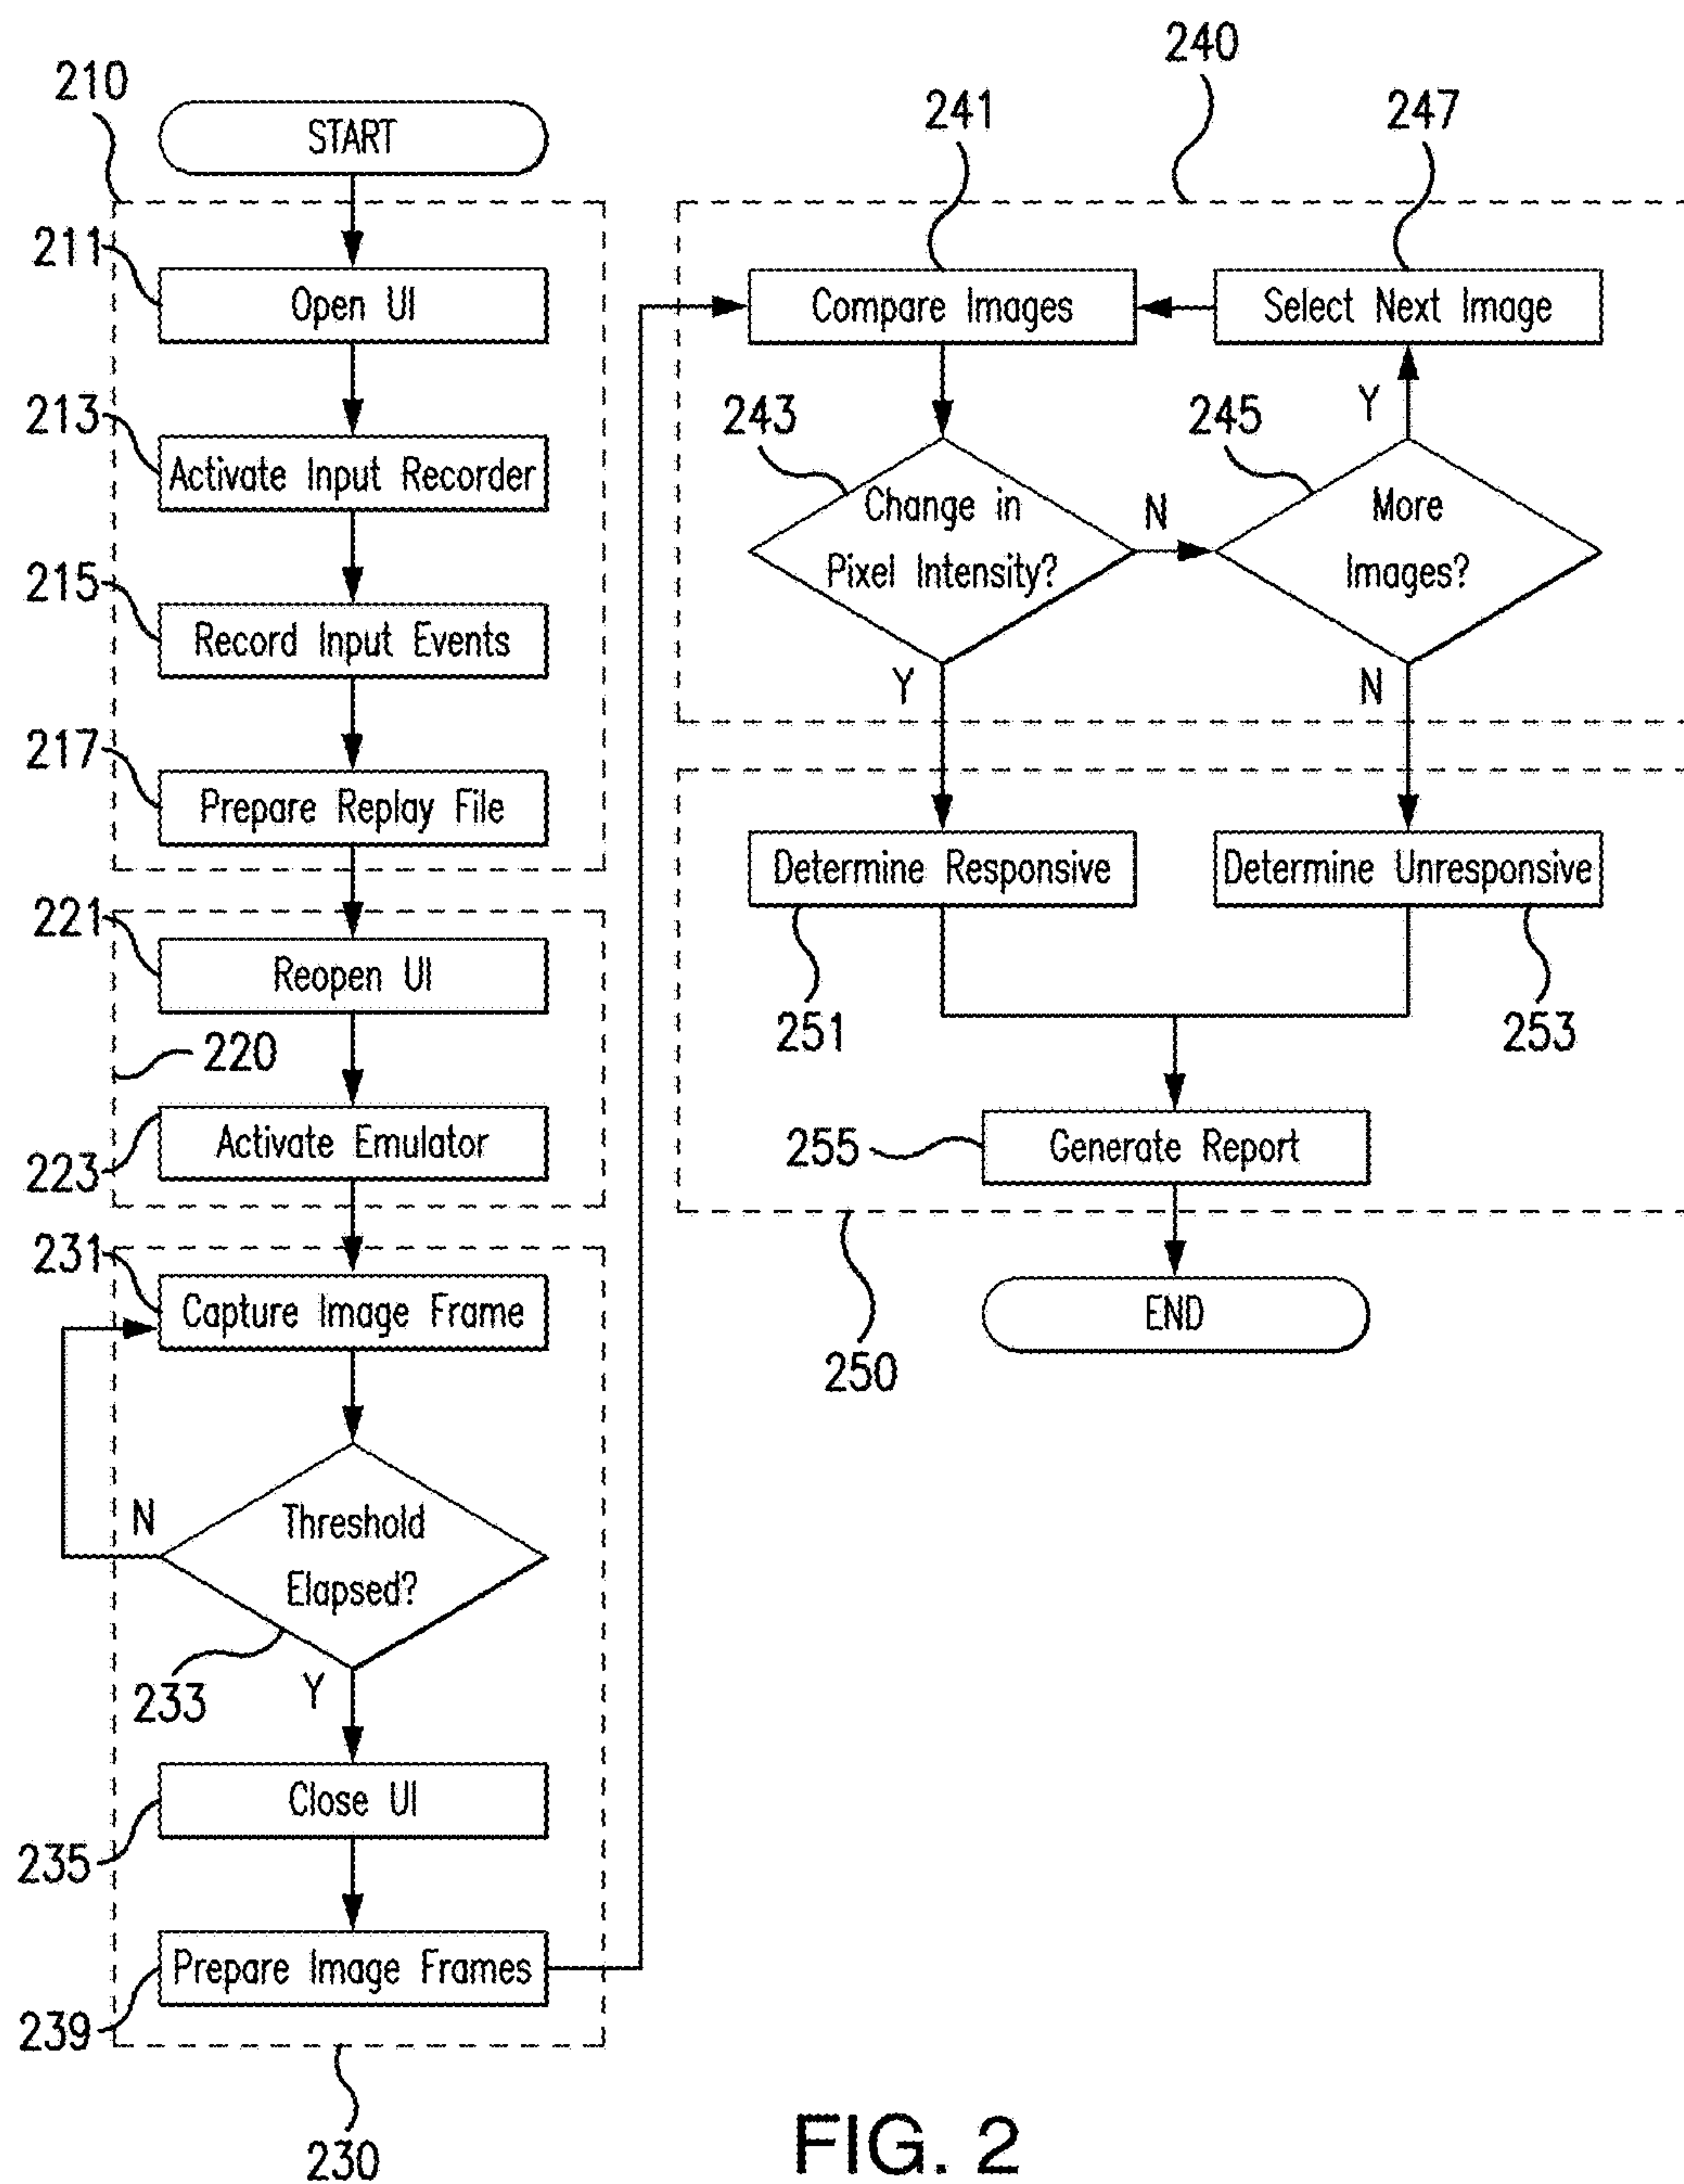 210
START
211
Open UI
213
Activate Input Recorder
215
Record Input Events
217
Prepare Replay File
221
Reopen UI
220
223
Activate Emulator
231
Capture Image Frame
N
Threshold
Elapsed?
233
Y
Close UI
235
Prepare Image Frames
239
230
240
241
247
Compare Images
Select Next Image
243
245
Y
Change in
Pixel Intensity?
N
More
Images?
Y
N
Determine Responsive
Determine Unresponsive
251
253
255
Generate Report
END
250
FIG. 2